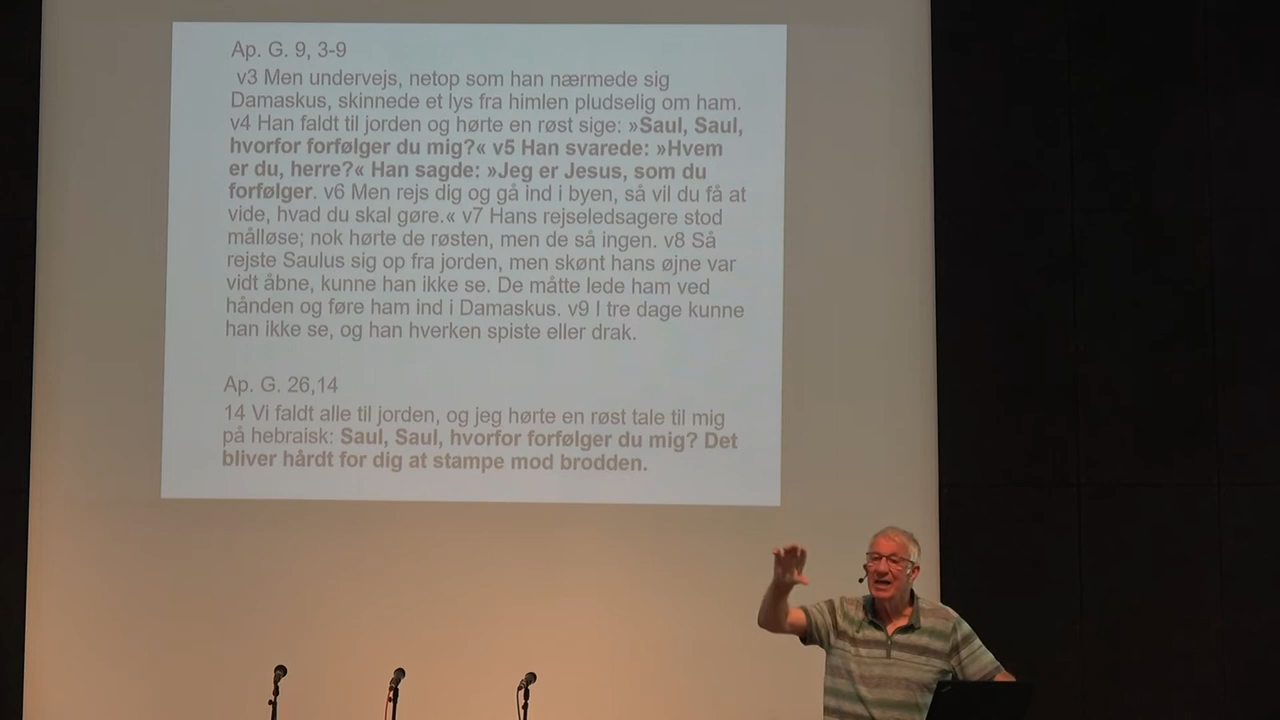 Ap. G. 9, 3-9
v3 Men undervejs, netop som han nærmede sig
Damaskus, skinnede et lys fra himlen pludselig om ham.
v4 Han faldt til jorden og hørte en røst sige: »Saul, Saul,
hvorfor forfølger du mig?« v5 Han svarede: »Hvem
er du, herre?« Han sagde: »Jeg er Jesus, som du
forfølger. v6 Men rejs dig og gå ind i byen, så vil du få at
vide, hvad du skal gøre.« v7 Hans rejseledsagere stod
målløse; nok hørte de røsten, men de så ingen. v8 Så
rejste Saulus sig op fra jorden, men skønt hans øjne var
vidt åbne, kunne han ikke se. De måtte lede ham ved
hånden og føre ham ind i Damaskus. v9 I tre dage kunne
han ikke se, og han hverken spiste eller drak.
Ap. G. 26,14
14 Vi faldt alle til jorden, og jeg hørte en røst tale til mig
på hebraisk: Saul, Saul, hvorfor forfølger du mig? Det
bliver hårdt for dig at stampe mod brodden.